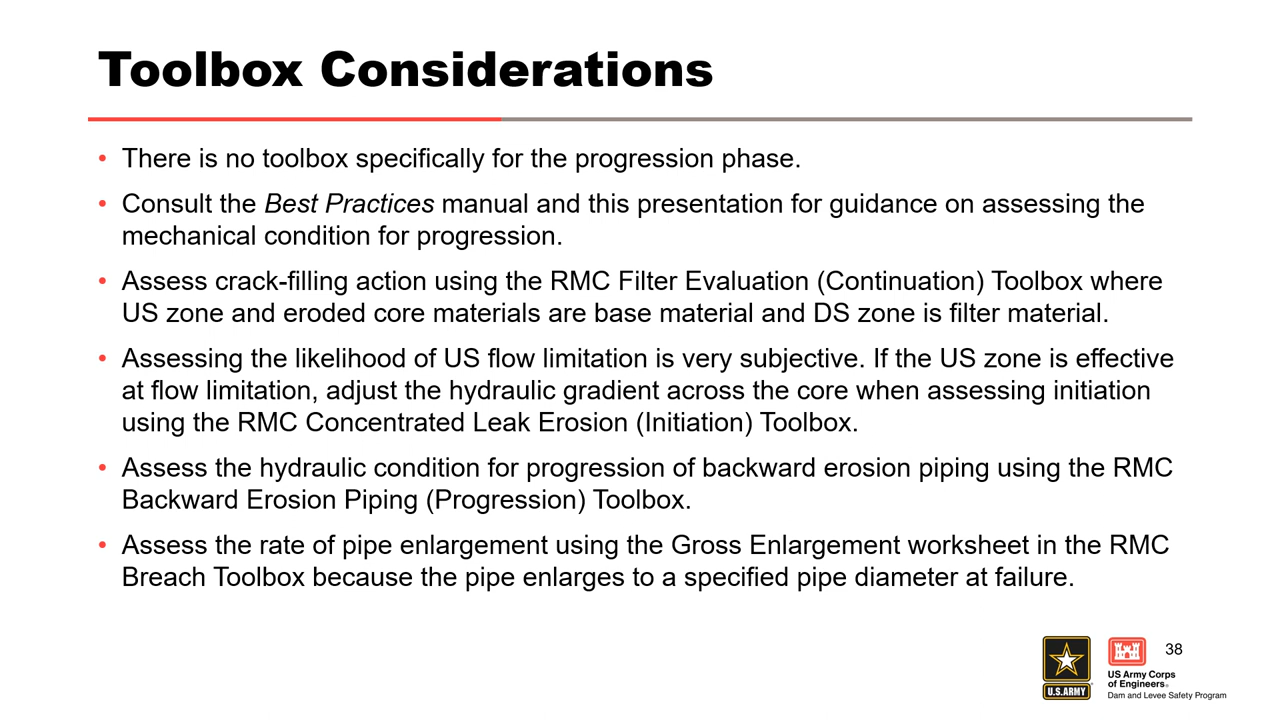 Toolbox Considerations
• There is no toolbox specifically for the progression phase.
• Consult the Best Practices manual and this presentation for guidance on assessing the
mechanical condition for progression.
• Assess crack-filling action using the RMC Filter Evaluation (Continuation) Toolbox where
US zone and eroded core materials are base material and DS zone is filter material.
• Assessing the likelihood of US flow limitation is very subjective. If the US zone is effective
at flow limitation, adjust the hydraulic gradient across the core when assessing initiation
using the RMC Concentrated Leak Erosion (Initiation) Toolbox.
• Assess the hydraulic condition for progression of backward erosion piping using the RMC
Backward Erosion Piping (Progression) Toolbox.
• Assess the rate of pipe enlargement using the Gross Enlargement worksheet in the RMC
Breach Toolbox because the pipe enlarges to a specified pipe diameter at failure.
38
U.S.ARMY
US Army Corps
of Engineers®
Dam and Levee Safety Program